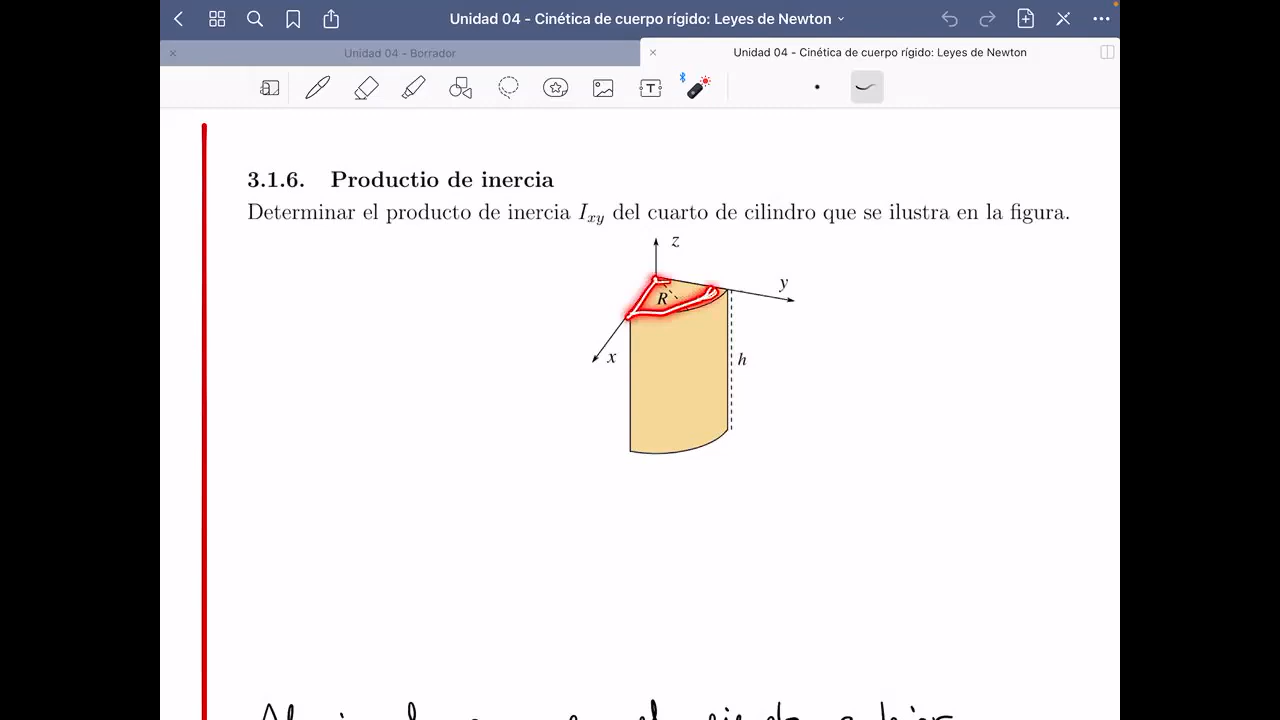 Unidad 04 - Cinética de cuerpo rígido: Leyes de Newton
Unidad 04 - Borrador
Unidad 04 - Cinética de cuerpo rígido: Leyes de Newton
T
3.1.6. Productio de inercia
Determinar el producto de inercia I_{xy} del cuarto de cilindro que se ilustra en la figura.
z
y
R
x
h